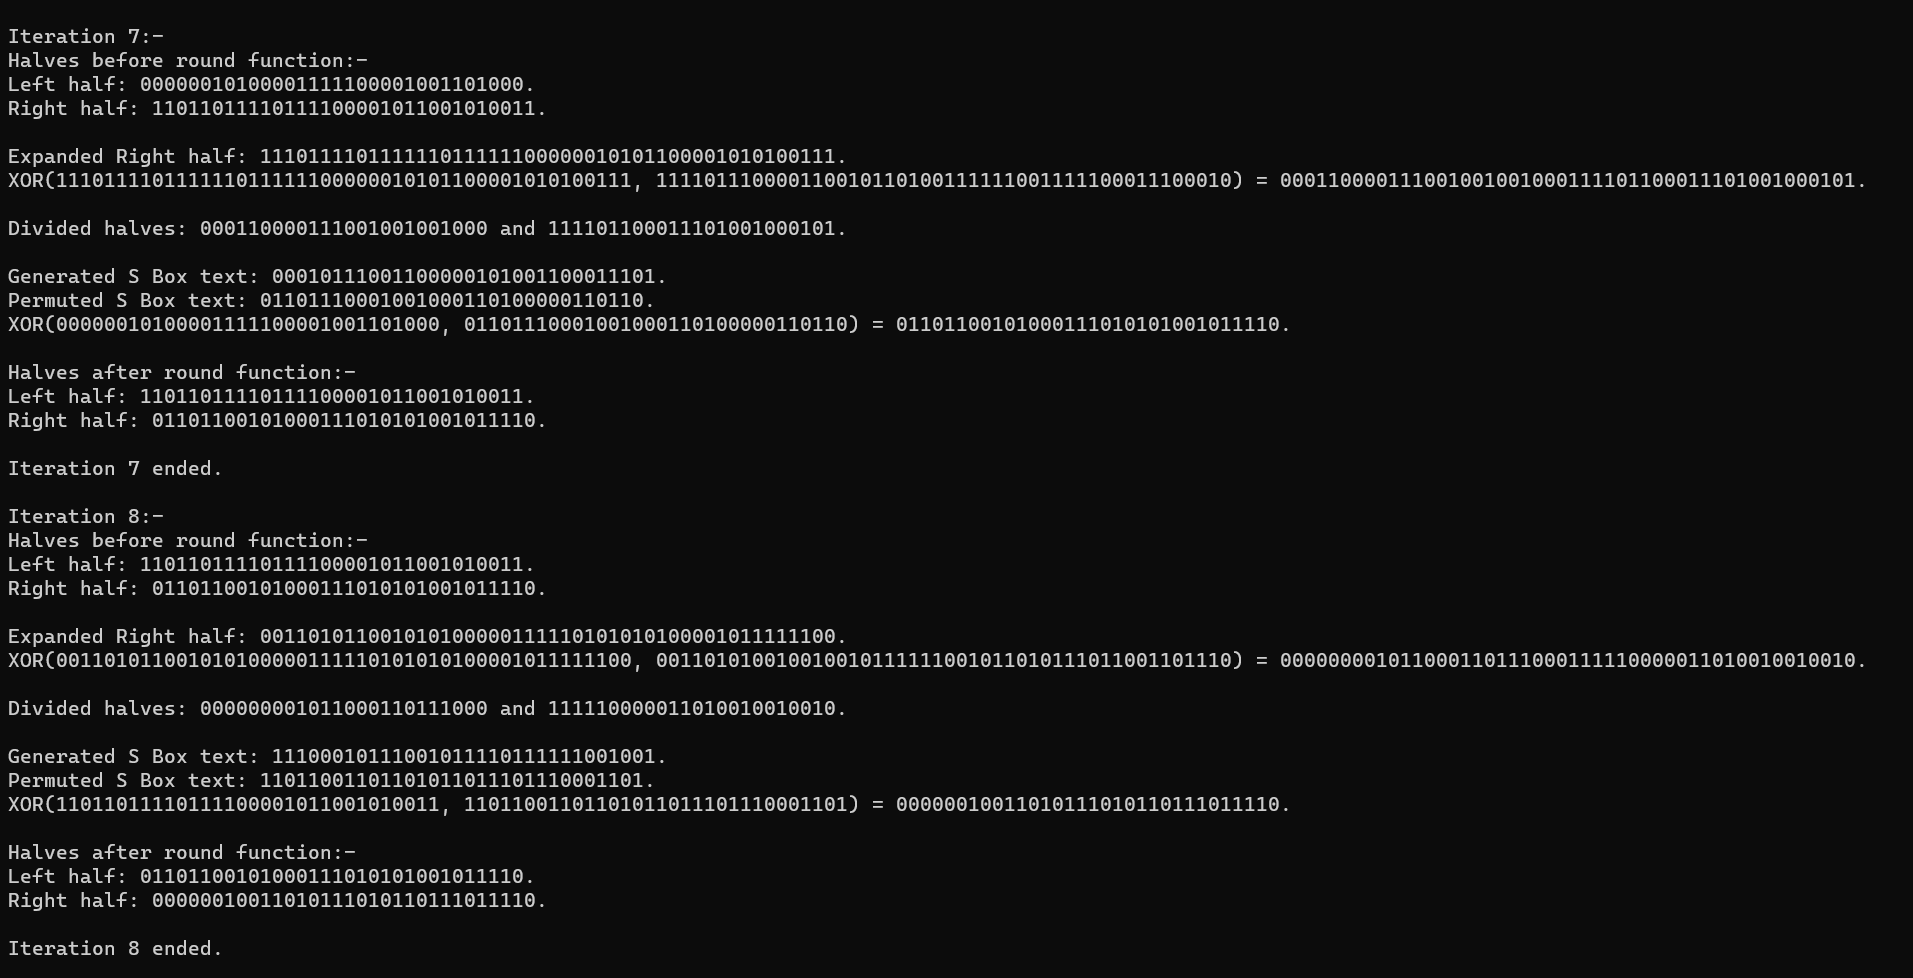 Iteration 7:-
Halves before round function:-
Left half: 00000010100001111100001001101000.
Right half: 11011011110111100001011001010011.
Expanded Right half: 111011110111111011111100000010101100001010100111.
XOR(111011110111111011111100000010101100001010100111, 111101110000110010110100111111001111100011100010) = 000110000111001001001000111101100011101001000101.
Divided halves: 000110000111001001001000 and 111101100011101001000101.
Generated S Box text: 00010111001100000101001100011101.
Permuted S Box text: 01101110001001000110100000110110.
XOR(00000010100001111100001001101000, 01101110001001000110100000110110) = 01101100101000111010101001011110.
Halves after round function:-
Left half: 11011011110111100001011001010011.
Right half: 01101100101000111010101001011110.
Iteration 7 ended.
Iteration 8:-
Halves before round function:-
Left half: 11011011110111100001011001010011.
Right half: 01101100101000111010101001011110.
Expanded Right half: 001101011001010100000111110101010100001011111100.
XOR(001101011001010100000111110101010100001011111100, 001101010010010010111111001011010111011001101110) = 000000001011000110111000111110000011010010010010.
Divided halves: 000000001011000110111000 and 111110000011010010010010.
Generated S Box text: 11100010111001011110111111001001.
Permuted S Box text: 11011001101101011011101110001101.
XOR(11011011110111100001011001010011, 11011001101101011011101110001101) = 00000010011010111010110111011110.
Halves after round function:-
Left half: 01101100101000111010101001011110.
Right half: 00000010011010111010110111011110.
Iteration 8 ended.